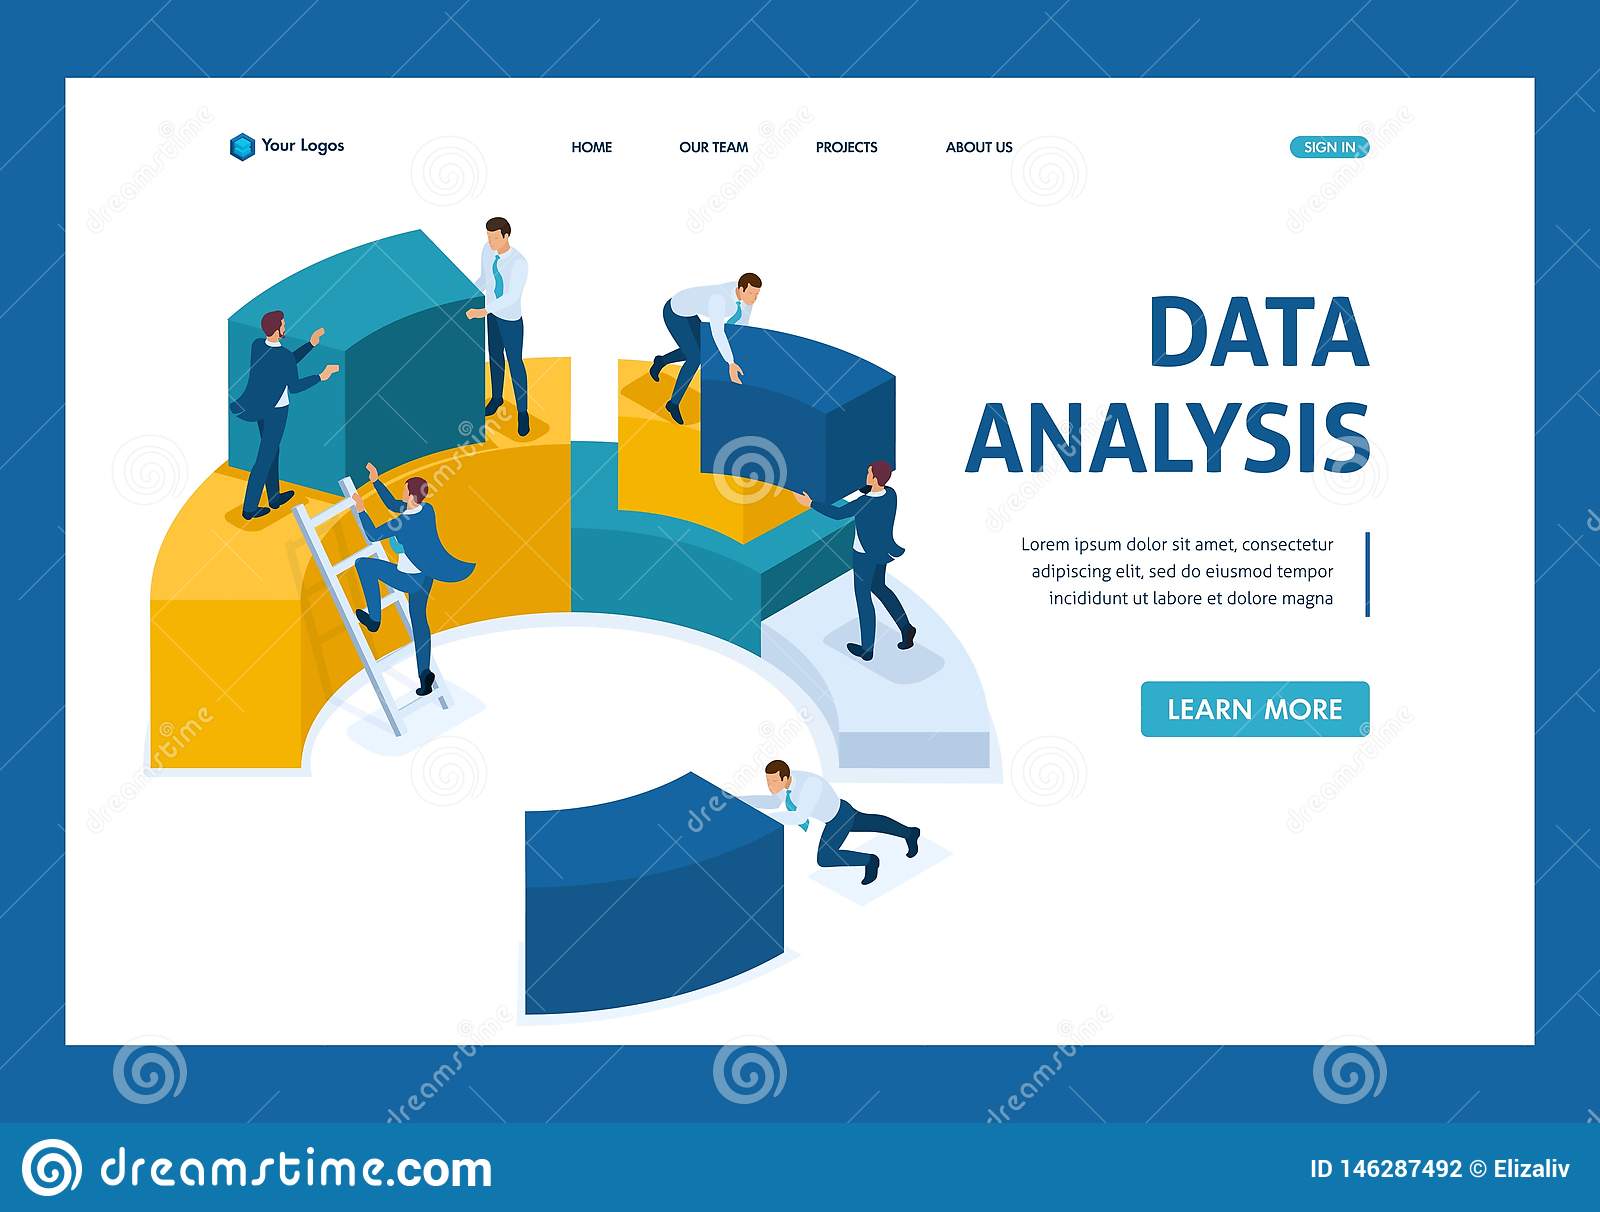 Your Logos
HOME
OUR TEAM
PROJECTS
ABOUT US
SIGN IN
DATA
ANALYSIS
Lorem ipsum dolor sit amet, consectetur
adipiscing elit, sed do eiusmod tempor
incididunt ut labore et dolore magna
LEARN MORE
dreamstime.com
ID 146287492 © Elizaliv